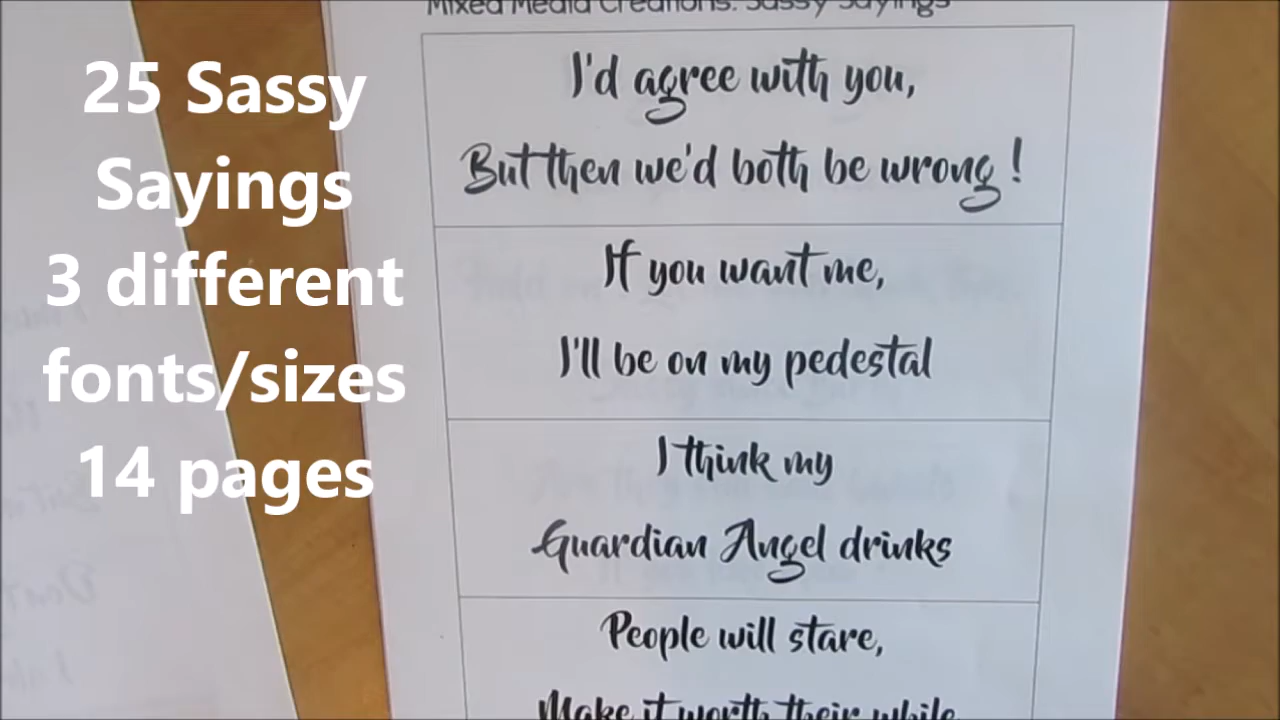 Mixed Media Creations: Sassy Sayings
25 Sassy
Sayings
3 different
fonts/sizes
14 pages
I'd agree with you,
But then we'd both be wrong !
If you want me,
I'll be on my pedestal
I think my
Guardian Angel drinks
People will stare,
Make it worth their while